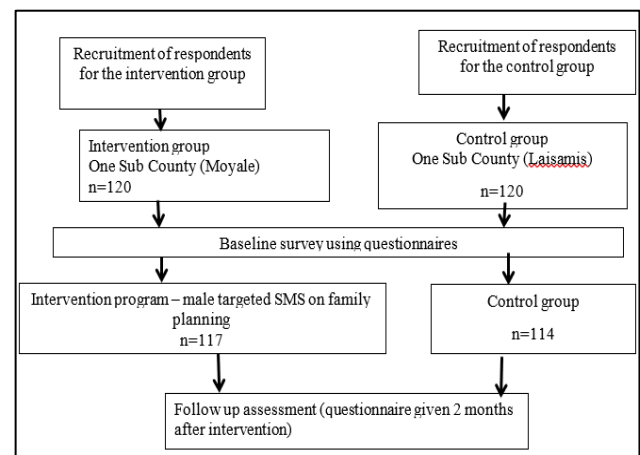 Recruitment of respondents
for the intervention group
Recruitment of respondents
for the control group
Intervention group
One Sub County (Moyale)
n=120
Control group
One Sub County (Laisamis)
n=120
Baseline survey using questionnaires
Intervention program – male targeted SMS on family
planning
n=117
Control group
n=114
Follow up assessment (questionnaire given 2 months
after intervention)